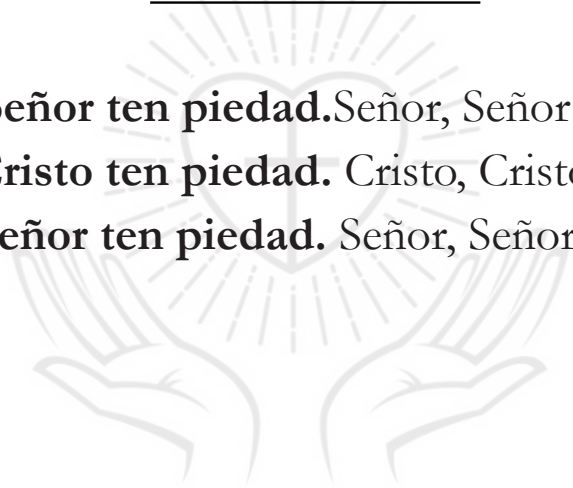 Señor ten piedad.Señor, Señor
Cristo ten piedad. Cristo, Cristo
Señor ten piedad. Señor, Señor